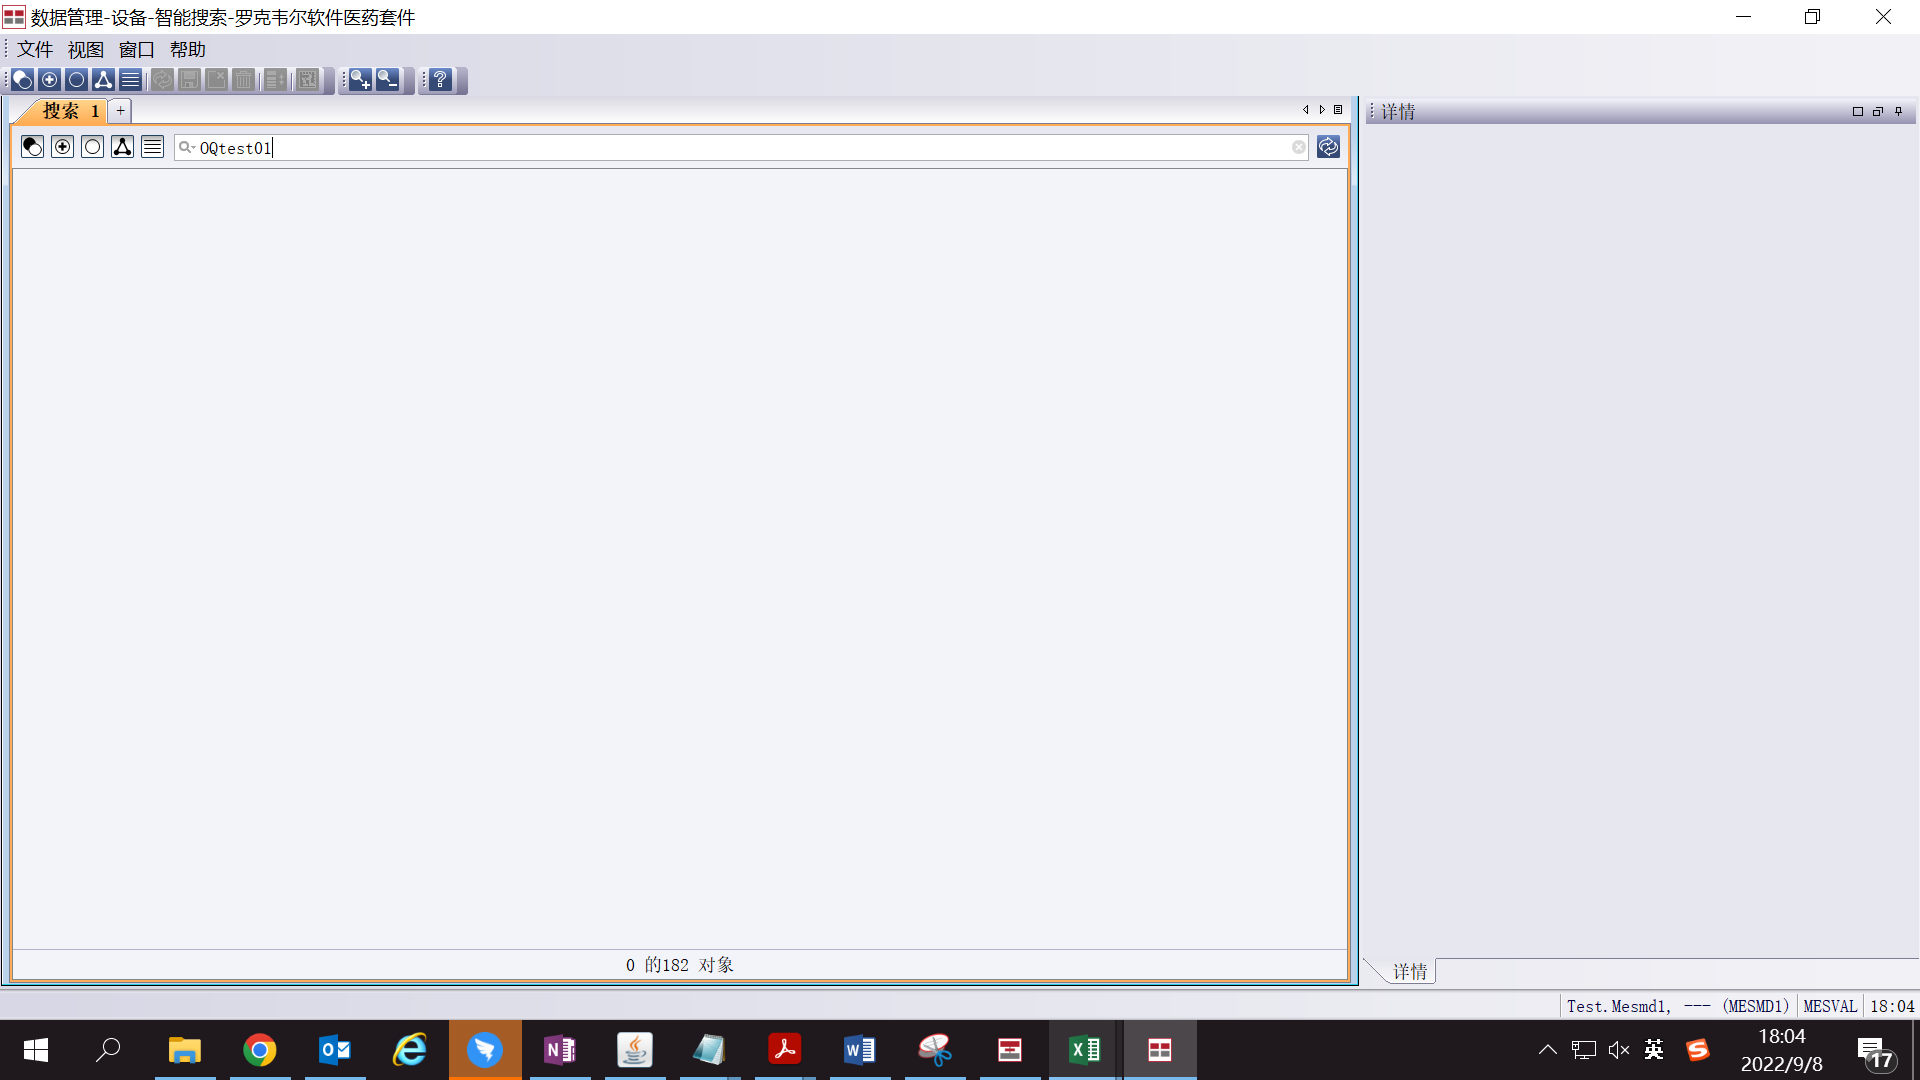 数据管理-设备-智能搜索-罗克韦尔软件医药套件
文件 视图 窗口 帮助
搜索 1 +
详情
OQtest01
0 的182 对象
详情
Test.Mesmd1, --- (MESMD1) MESVAL 18:04
英
18:04
2022/9/8
17